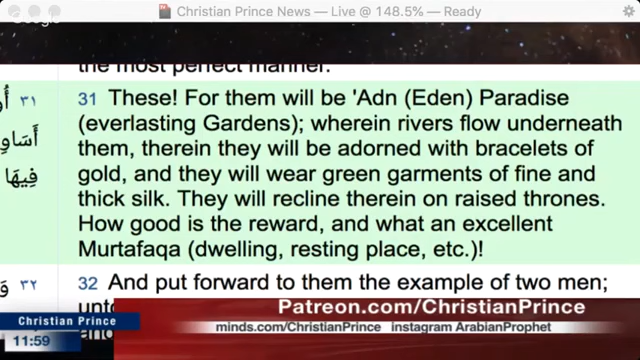 Christian Prince News — Live @ 148.5% — Ready
the most perfect manner.
٣١
31 These! For them will be 'Adn (Eden) Paradise
(everlasting Gardens); wherein rivers flow underneath
them, therein they will be adorned with bracelets of
gold, and they will wear green garments of fine and
thick silk. They will recline therein on raised thrones.
How good is the reward, and what an excellent
Murtafaqa (dwelling, resting place, etc.)!
فِيهَا
٣٢
32 And put forward to them the example of two men;
Patreon.com/ChristianPrince
Christian Prince
minds.com/ChristianPrince instagram ArabianProphet
11:59